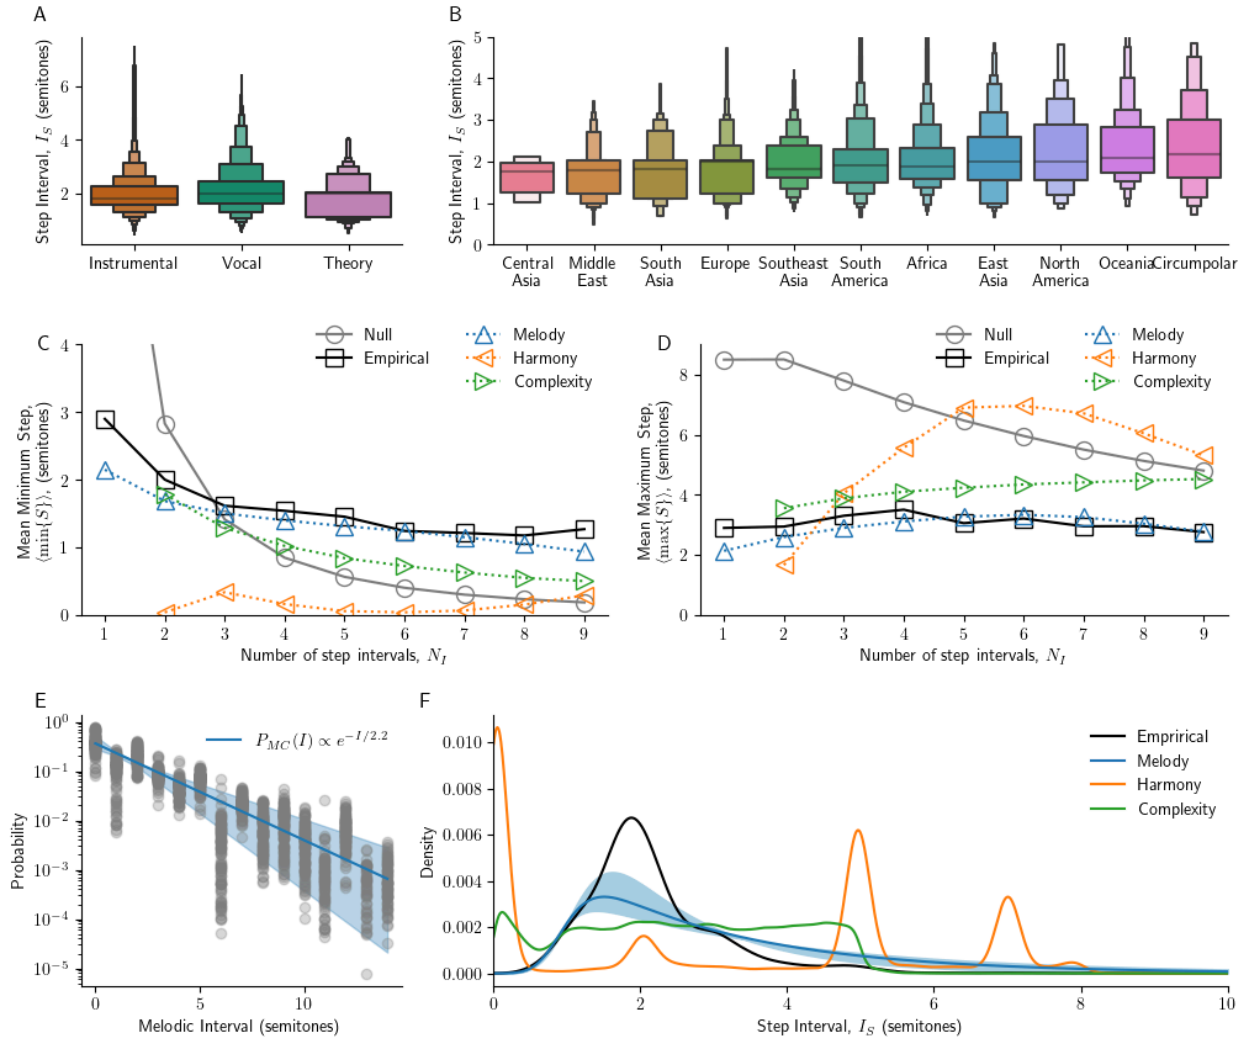 A
Step Interval, I_S (semitones)
6
4
2
Instrumental
Vocal
Theory
B
Step Interval, I_S (semitones)
5
4
3
2
1
0
Central Asia
Middle East
South Asia
Europe
Southeast Asia
South America
Africa
East Asia
North America
Oceania
Circumpolar
C
Null
Empirical
Melody
Harmony
Complexity
Mean Minimum Step,
⟨min{S}⟩, (semitones)
4
3
2
1
0
1 2 3 4 5 6 7 8 9
Number of step intervals, N_I
D
Null
Empirical
Melody
Harmony
Complexity
Mean Maximum Step,
⟨max{S}⟩, (semitones)
8
6
4
2
0
1 2 3 4 5 6 7 8 9
Number of step intervals, N_I
E
P_MC(I) ∝ e^{-I/2.2}
Probability
10^0
10^{-1}
10^{-2}
10^{-3}
10^{-4}
10^{-5}
0 5 10
Melodic Interval (semitones)
F
Emprirical
Melody
Harmony
Complexity
Density
0.010
0.008
0.006
0.004
0.002
0.000
0 2 4 6 8 10
Step Interval, I_S (semitones)